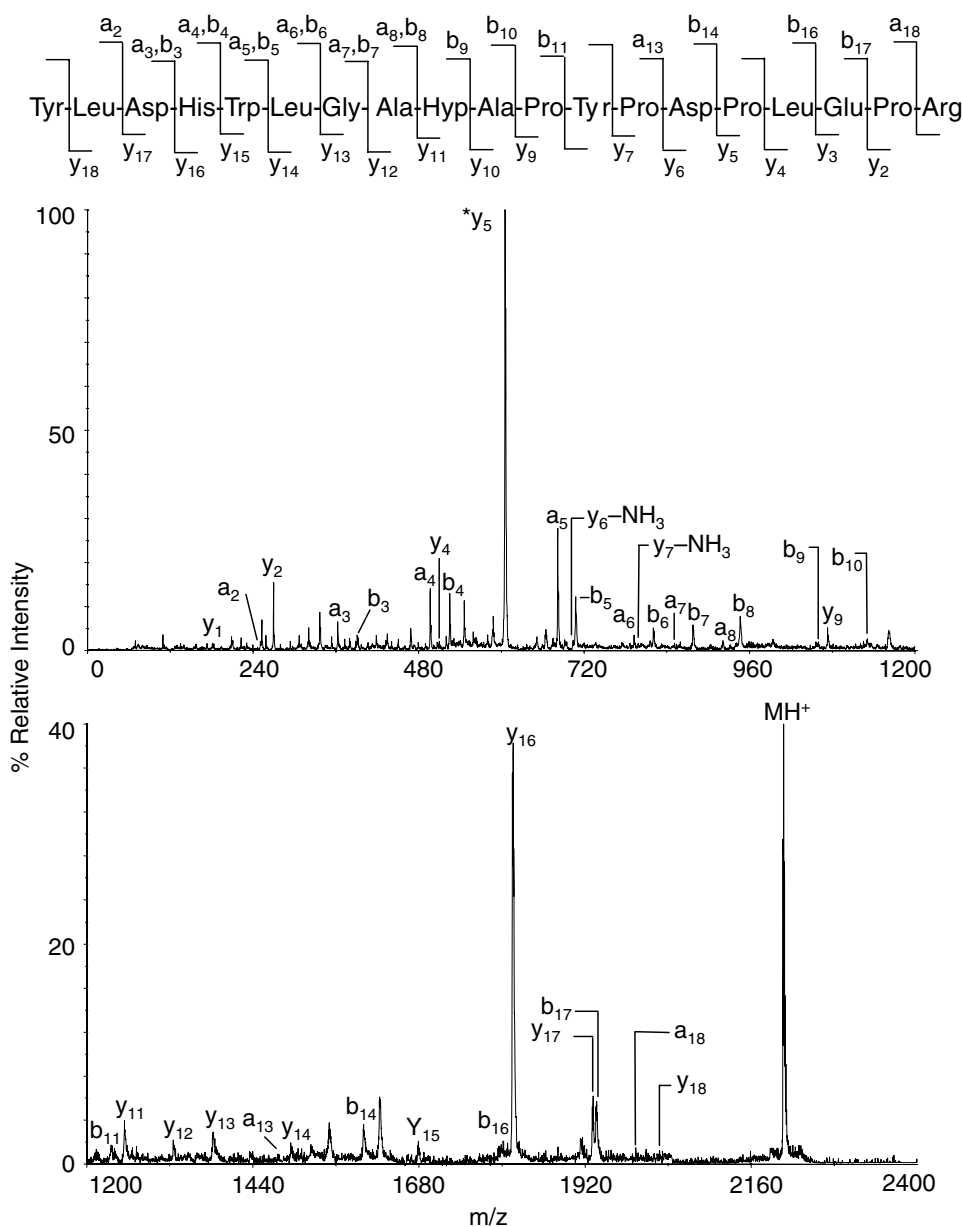 a₂ a₃,b₃ a₄,b₄ a₅,b₅ a₆,b₆ a₇,b₇ a₈,b₈ b₉ b₁₀ b₁₁ a₁₃ b₁₄ b₁₆ b₁₇ a₁₈
Tyr-Leu-Asp-His-Trp-Leu-Gly-Ala-Hyp-Ala-Pro-Tyr-Pro-Asp-Pro-Leu-Glu-Pro-Arg
y₁₈ y₁₇ y₁₆ y₁₅ y₁₄ y₁₃ y₁₂ y₁₁ y₁₀ y₉ y₇ y₆ y₅ y₄ y₃ y₂
% Relative Intensity
100
50
0
*y₅
y₁
a₂
y₂
a₃
b₃
a₄
y₄
b₄
a₅
y₆–NH₃
b₅
a₆
y₇–NH₃
b₆
a₇
b₇
a₈
b₈
b₉
y₉
b₁₀
0 240 480 720 960 1200
40
20
0
b₁₁
y₁₁
y₁₂
y₁₃
a₁₃
y₁₄
b₁₄
Y₁₅
b₁₆
y₁₆
y₁₇
b₁₇
a₁₈
y₁₈
MH⁺
1200 1440 1680 1920 2160 2400
m/z